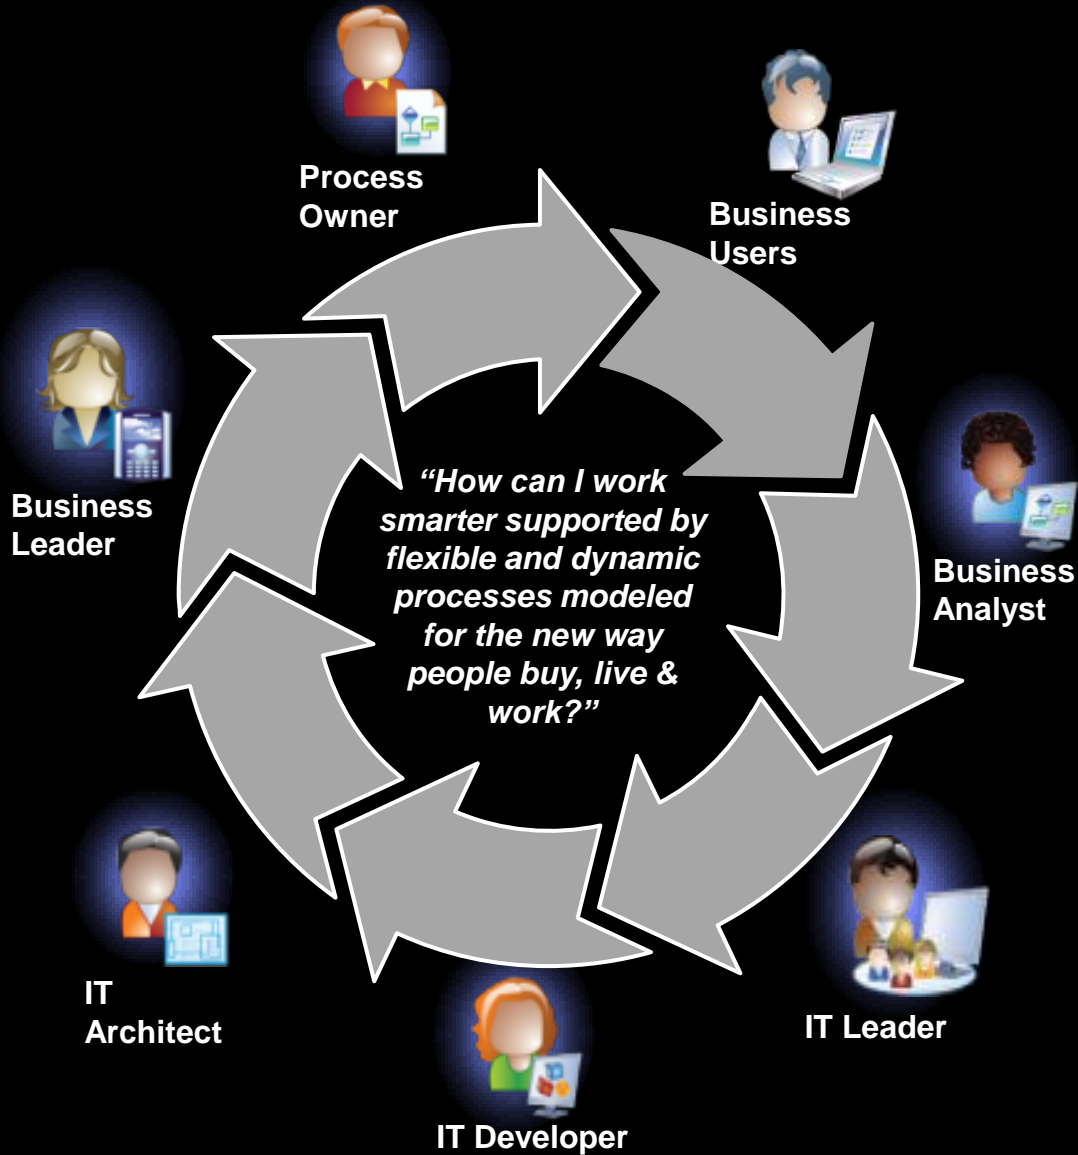 Process
Owner
Business
Users
Business
Leader
“How can I work
smarter supported by
flexible and dynamic
processes modeled
for the new way
people buy, live &
work?”
Business
Analyst
IT
Architect
IT Leader
IT Developer